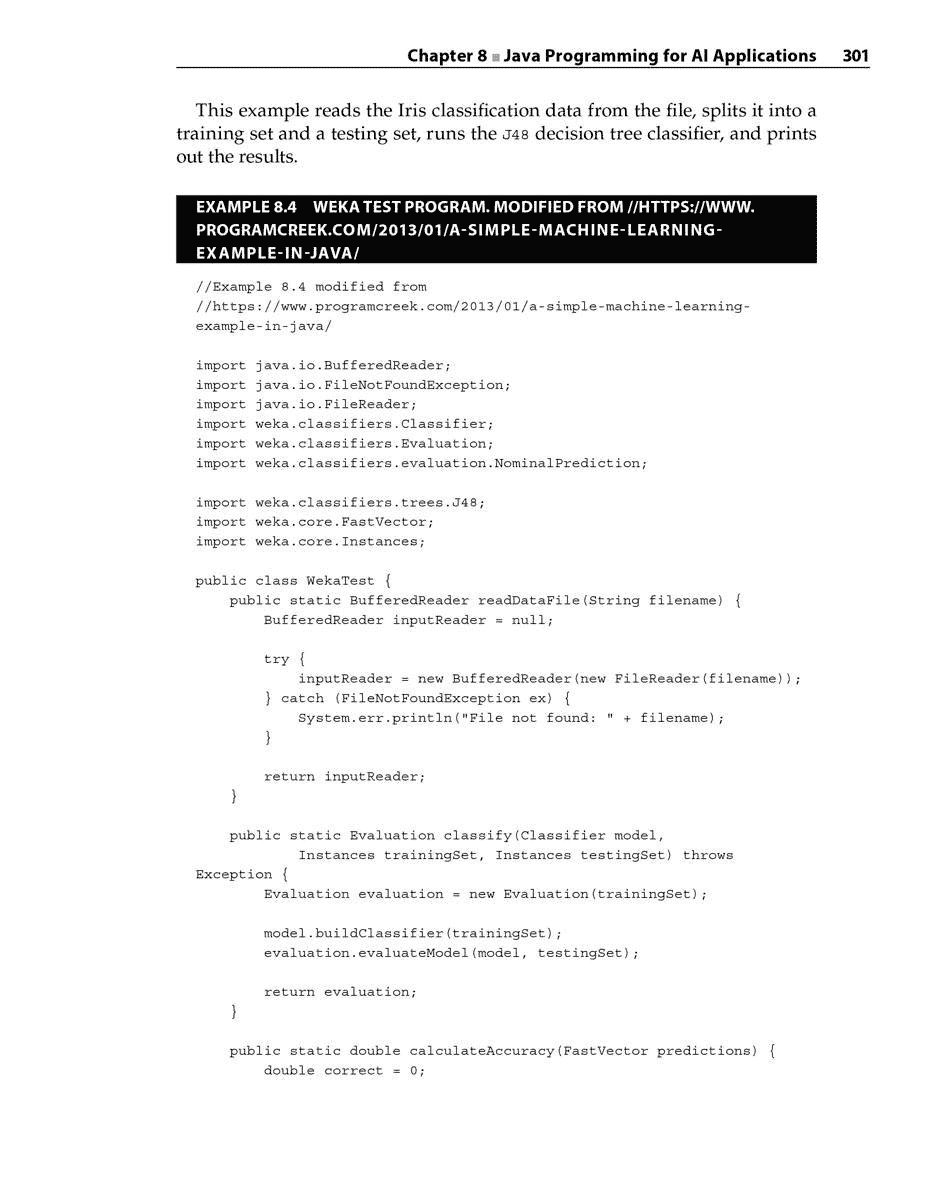 Chapter 8 ■ Java Programming for AI Applications 301
This example reads the Iris classification data from the file, splits it into a
training set and a testing set, runs the J48 decision tree classifier, and prints
out the results.
EXAMPLE 8.4 WEKA TEST PROGRAM. MODIFIED FROM //HTTPS://WWW.
PROGRAMCREEK.COM/2013/01/A-SIMPLE-MACHINE-LEARNING-
EXAMPLE-IN-JAVA/
//Example 8.4 modified from
//https://www.programcreek.com/2013/01/a-simple-machine-learning-
example-in-java/
import java.io.BufferedReader;
import java.io.FileNotFoundException;
import java.io.FileReader;
import weka.classifiers.Classifier;
import weka.classifiers.Evaluation;
import weka.classifiers.evaluation.NominalPrediction;
import weka.classifiers.trees.J48;
import weka.core.FastVector;
import weka.core.Instances;
public class WekaTest {
    public static BufferedReader readDataFile(String filename) {
        BufferedReader inputReader = null;
        try {
            inputReader = new BufferedReader(new FileReader(filename));
        } catch (FileNotFoundException ex) {
            System.err.println("File not found: " + filename);
        }
        return inputReader;
    }
    public static Evaluation classify(Classifier model,
            Instances trainingSet, Instances testingSet) throws
Exception {
        Evaluation evaluation = new Evaluation(trainingSet);
        model.buildClassifier(trainingSet);
        evaluation.evaluateModel(model, testingSet);
        return evaluation;
    }
    public static double calculateAccuracy(FastVector predictions) {
        double correct = 0;